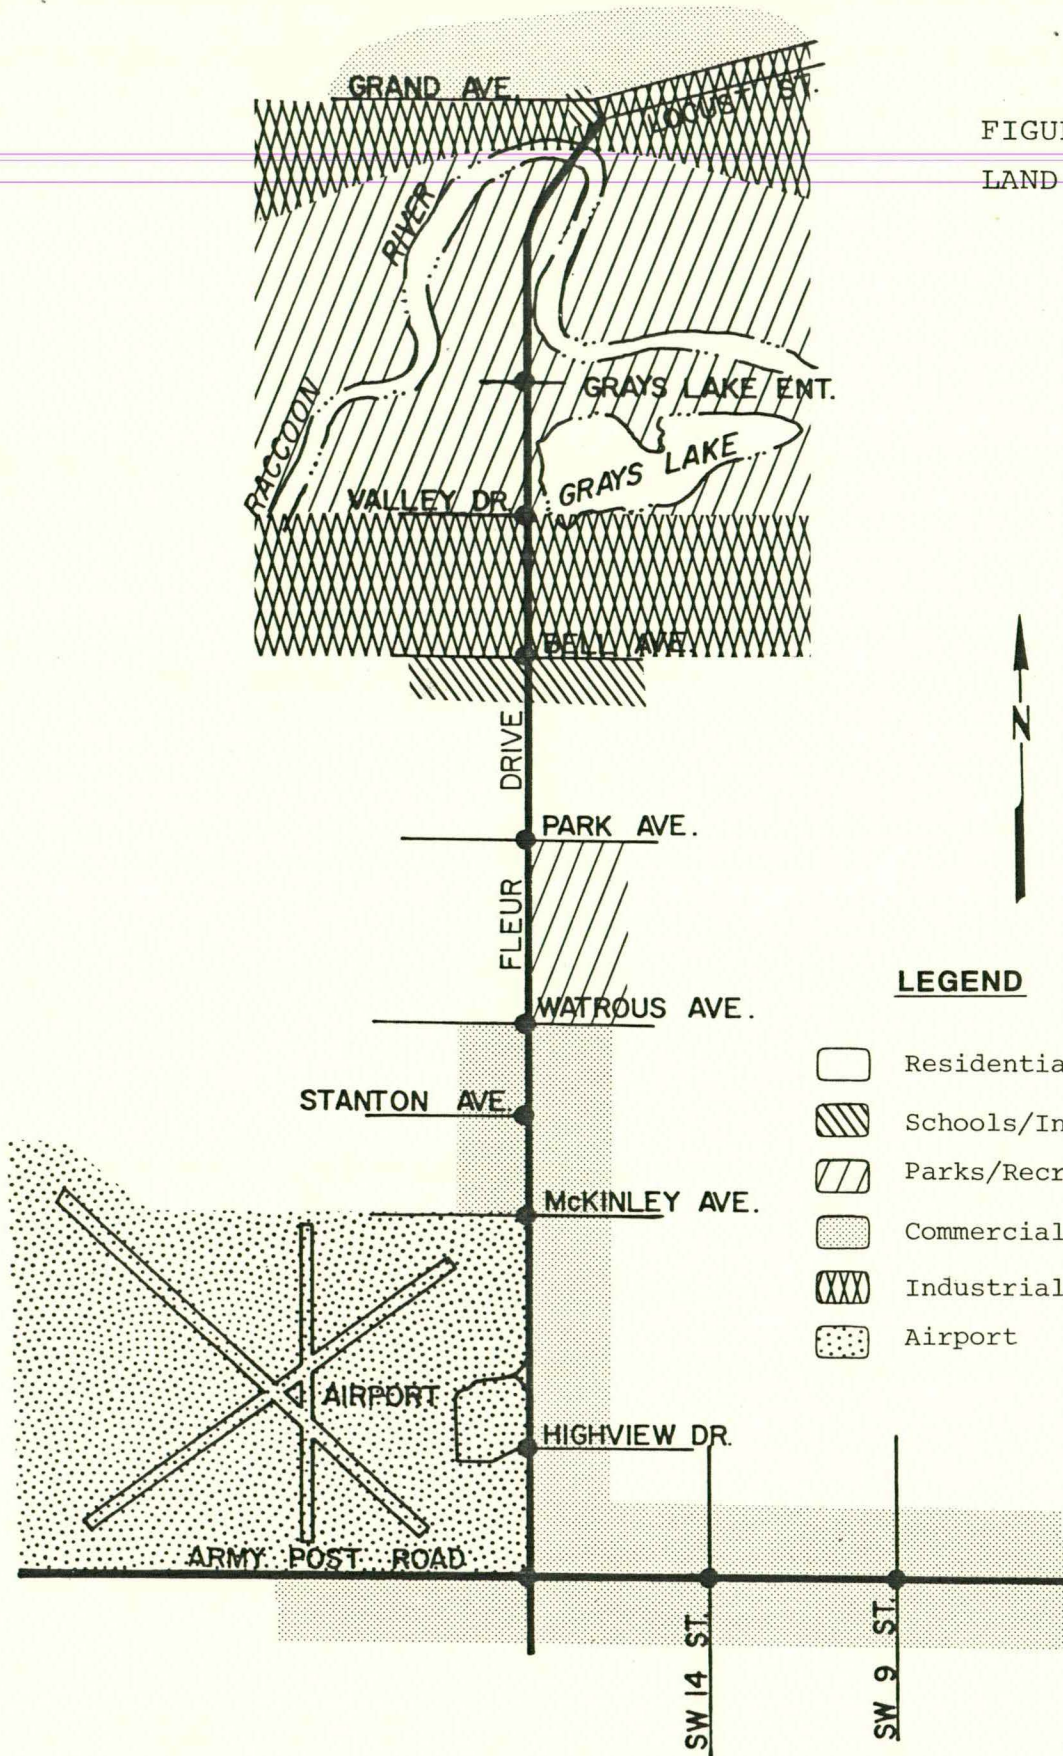 GRAND AVE.
LOCUST ST.
FIGU
LAND
RACCOON RIVER
GRAYS LAKE ENT.
GRAYS LAKE
VALLEY DR.
BELL AVE.
FLEUR DRIVE
N
PARK AVE.
WATROUS AVE.
LEGEND
Residentia
Schools/In
Parks/Recr
Commercial
Industrial
Airport
STANTON AVE.
McKINLEY AVE.
AIRPORT
HIGHVIEW DR.
ARMY POST ROAD
SW 14 ST.
SW 9 ST.